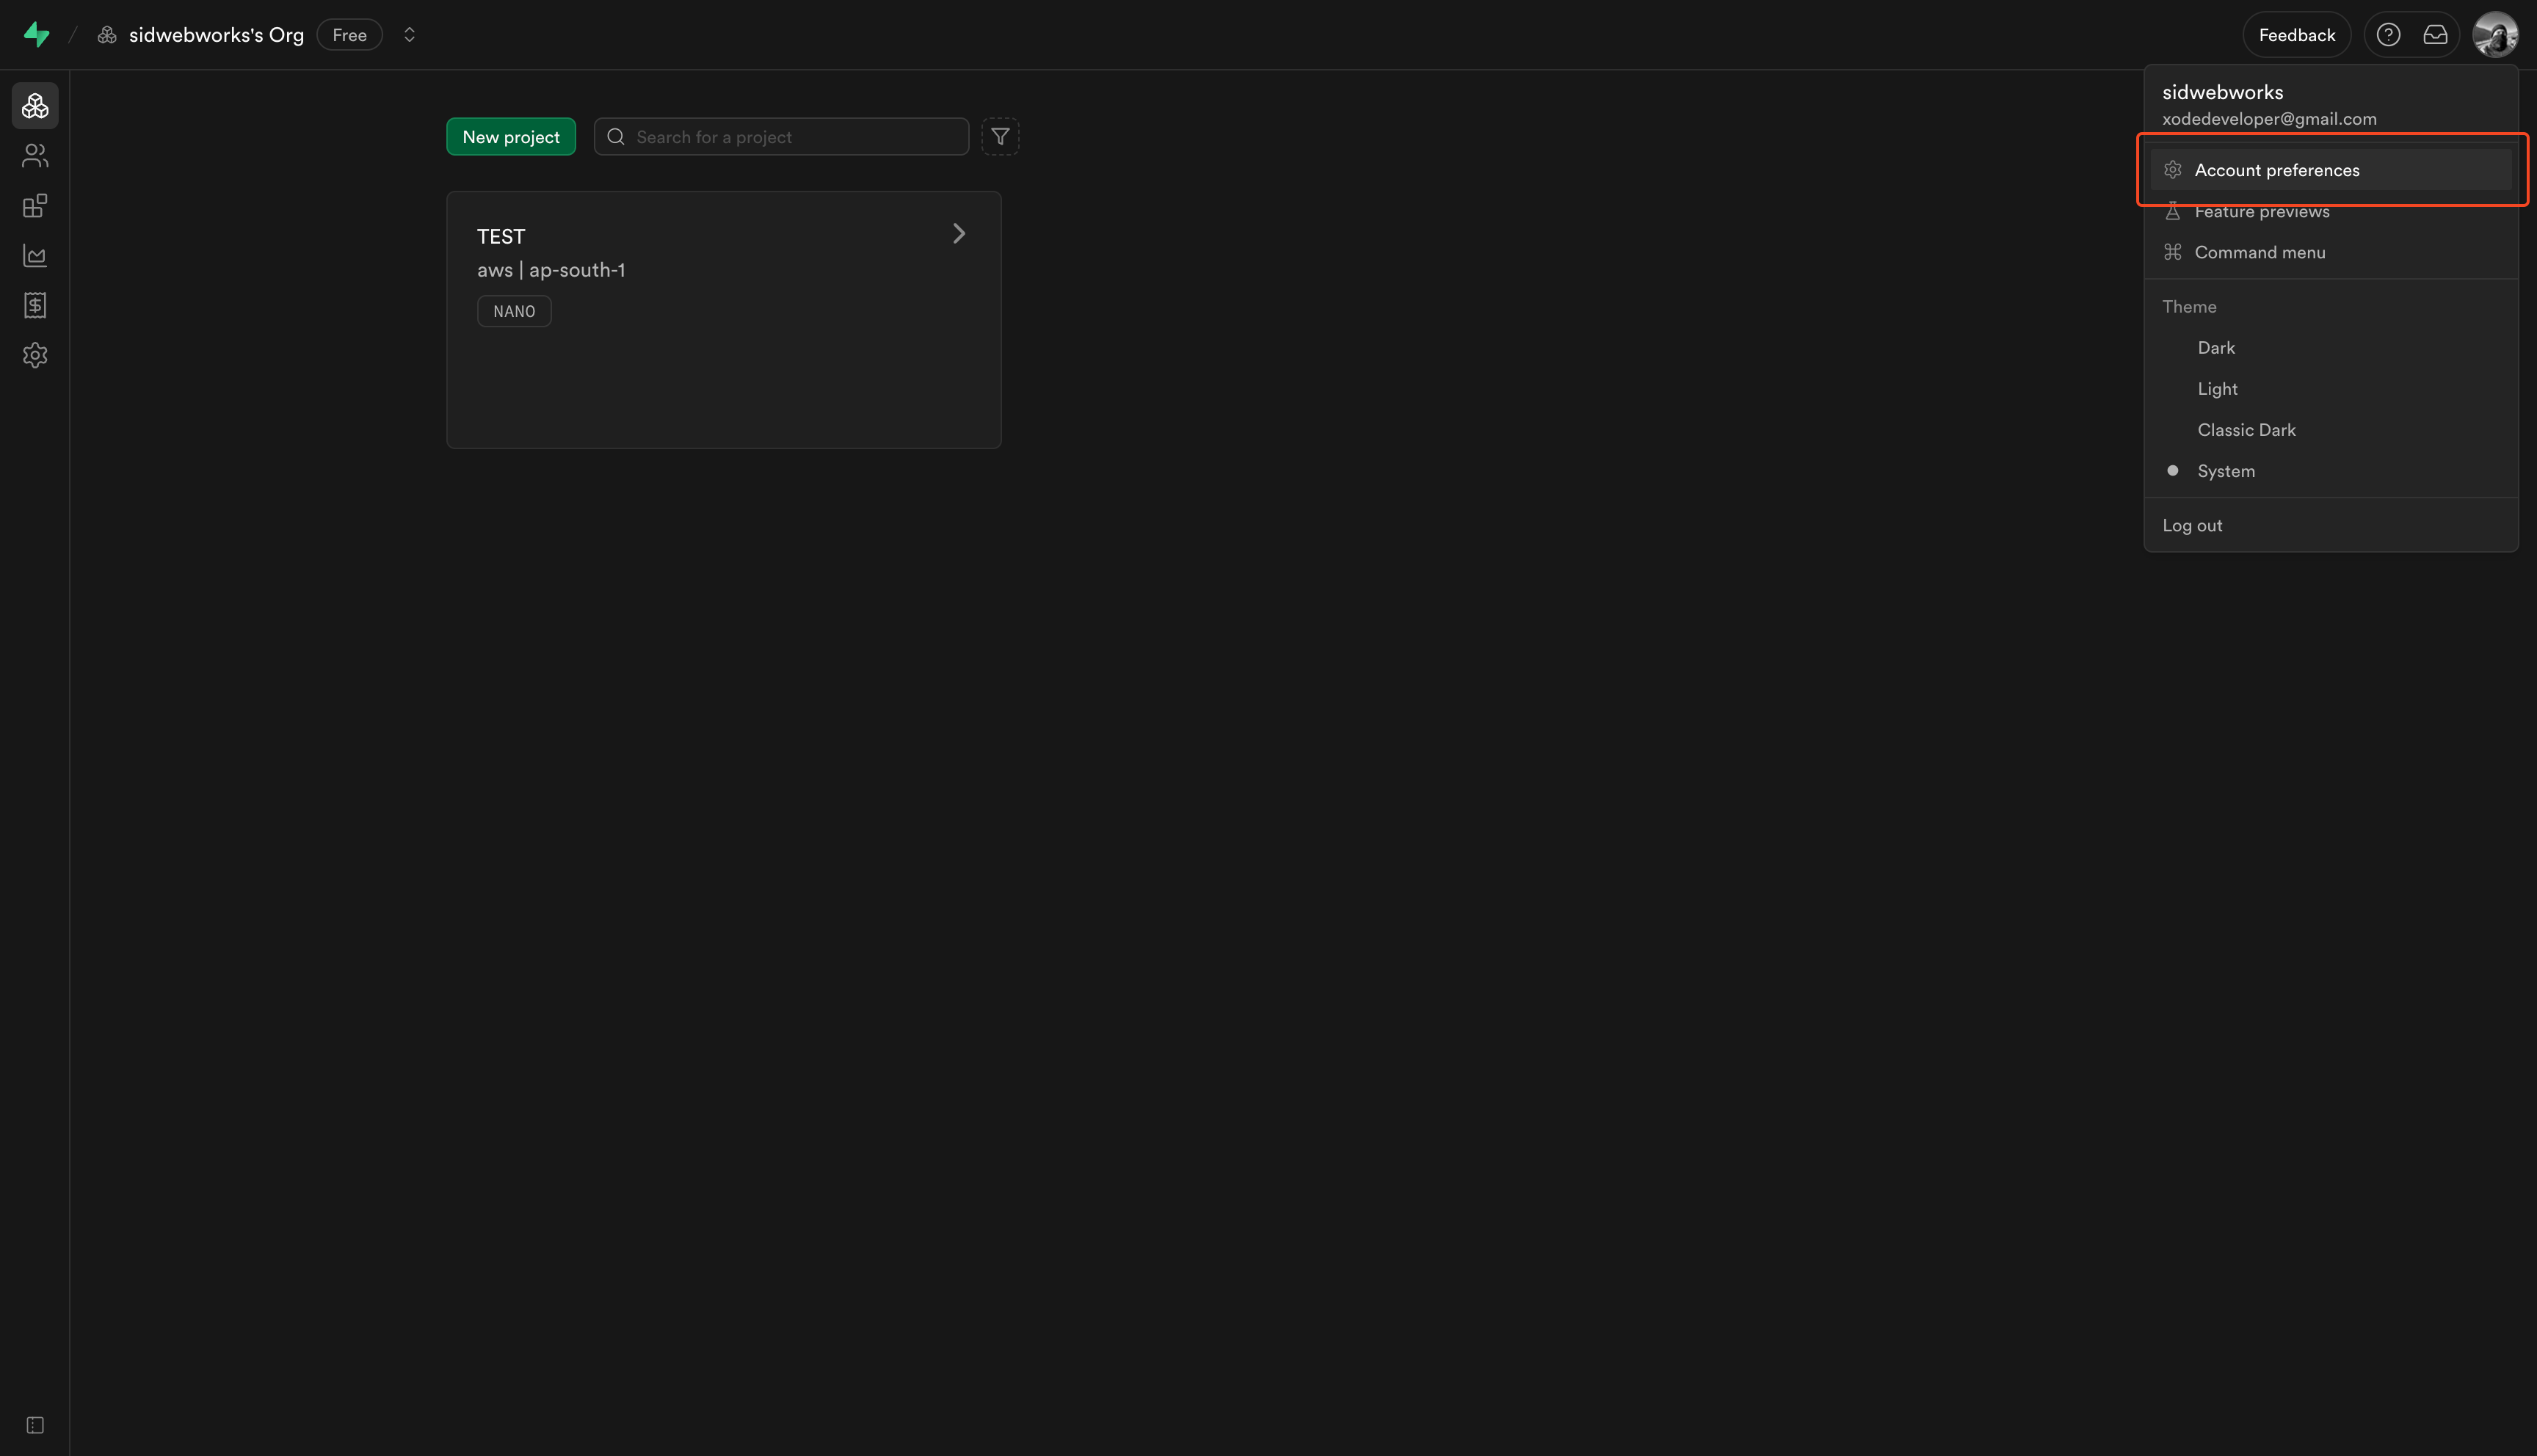 sidwebworks's Org Free
Feedback
sidwebworks
xodedeveloper@gmail.com
Account preferences
Feature previews
Command menu
Theme
Dark
Light
Classic Dark
System
Log out
New project
Search for a project
TEST
aws | ap-south-1
NANO